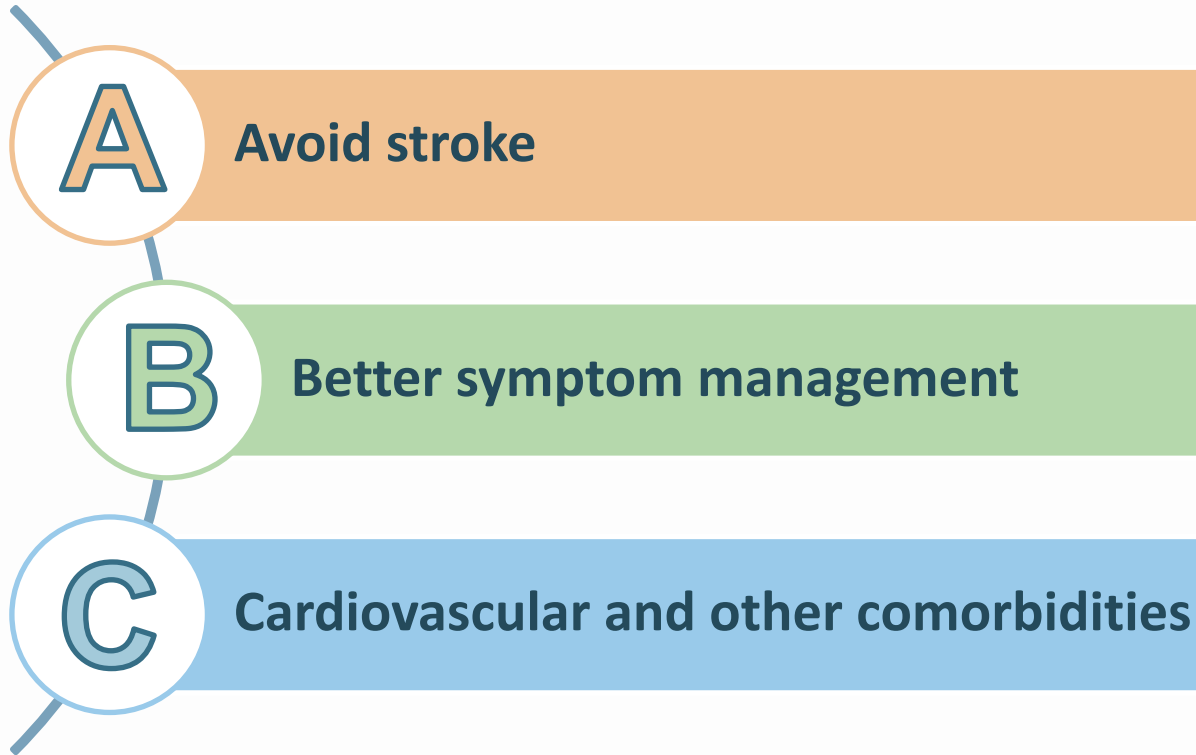 A
Avoid stroke
B
Better symptom management
C
Cardiovascular and other comorbidities